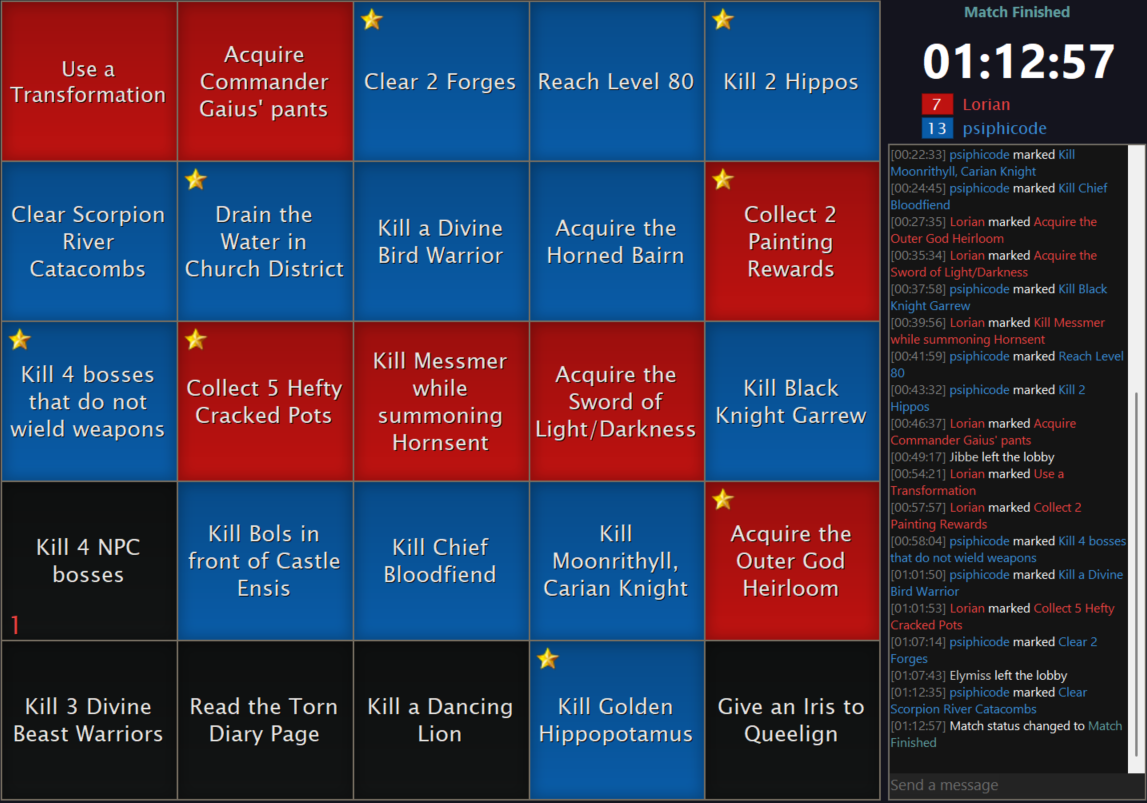 Use a
Transformation
Acquire
Commander
Gaius' pants
Clear 2 Forges
Reach Level 80
Kill 2 Hippos
Clear Scorpion
River
Catacombs
Drain the
Water in
Church District
Kill a Divine
Bird Warrior
Acquire the
Horned Bairn
Collect 2
Painting
Rewards
Kill 4 bosses
that do not
wield weapons
Collect 5 Hefty
Cracked Pots
Kill Messmer
while
summoning
Hornsent
Acquire the
Sword of
Light/Darkness
Kill Black
Knight Garrew
Kill 4 NPC
bosses
1
Kill Bols in
front of Castle
Ensis
Kill Chief
Bloodfiend
Kill
Moonrithyll,
Carian Knight
Acquire the
Outer God
Heirloom
Kill 3 Divine
Beast Warriors
Read the Torn
Diary Page
Kill a Dancing
Lion
Kill Golden
Hippopotamus
Give an Iris to
Queelign
Match Finished
01:12:57
7 Lorian
13 psiphicode
[00:22:33] psiphicode marked Kill
Moonrithyll, Carian Knight
[00:24:45] psiphicode marked Kill Chief
Bloodfiend
[00:27:35] Lorian marked Acquire the
Outer God Heirloom
[00:35:34] Lorian marked Acquire the
Sword of Light/Darkness
[00:37:58] psiphicode marked Kill Black
Knight Garrew
[00:39:56] Lorian marked Kill Messmer
while summoning Hornsent
[00:41:59] psiphicode marked Reach Level
80
[00:43:32] psiphicode marked Kill 2
Hippos
[00:46:37] Lorian marked Acquire
Commander Gaius' pants
[00:49:17] Jibbe left the lobby
[00:54:21] Lorian marked Use a
Transformation
[00:57:57] Lorian marked Collect 2
Painting Rewards
[00:58:04] psiphicode marked Kill 4 bosses
that do not wield weapons
[01:01:50] psiphicode marked Kill a Divine
Bird Warrior
[01:01:53] Lorian marked Collect 5 Hefty
Cracked Pots
[01:07:14] psiphicode marked Clear 2
Forges
[01:07:43] Elymiss left the lobby
[01:12:35] psiphicode marked Clear
Scorpion River Catacombs
[01:12:57] Match status changed to Match
Finished
Send a message